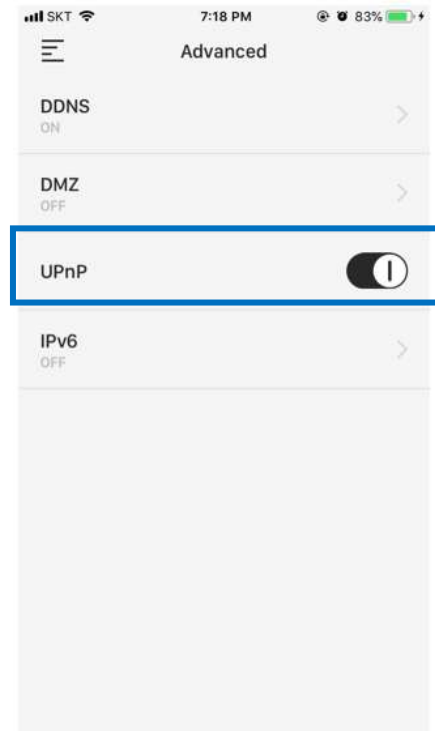 SKT 7:18 PM 83%
Advanced
DDNS
ON
DMZ
OFF
UPnP
IPv6
OFF